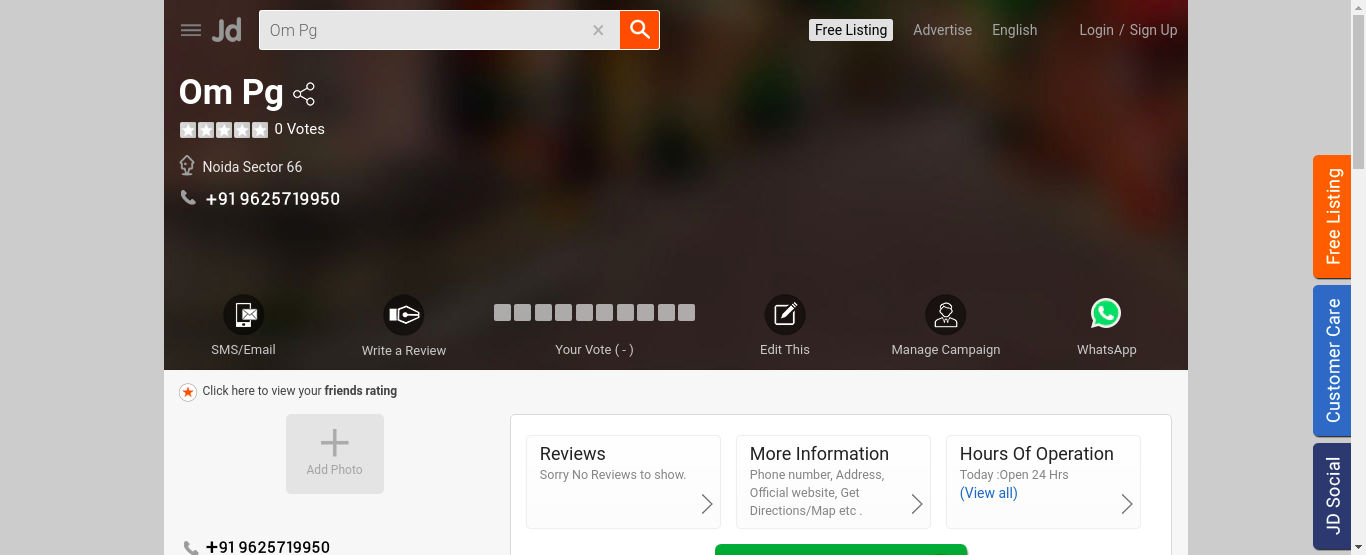 Jd
Om Pg
Free Listing
Advertise
English
Login / Sign Up
Om Pg
0 Votes
Noida Sector 66
+91 9625719950
SMS/Email
Write a Review
Your Vote ( - )
Edit This
Manage Campaign
WhatsApp
Click here to view your friends rating
Add Photo
+91 9625719950
Reviews
Sorry No Reviews to show.
More Information
Phone number, Address,
Official website, Get
Directions/Map etc .
Hours Of Operation
Today :Open 24 Hrs
(View all)
Free Listing
Customer Care
JD Social